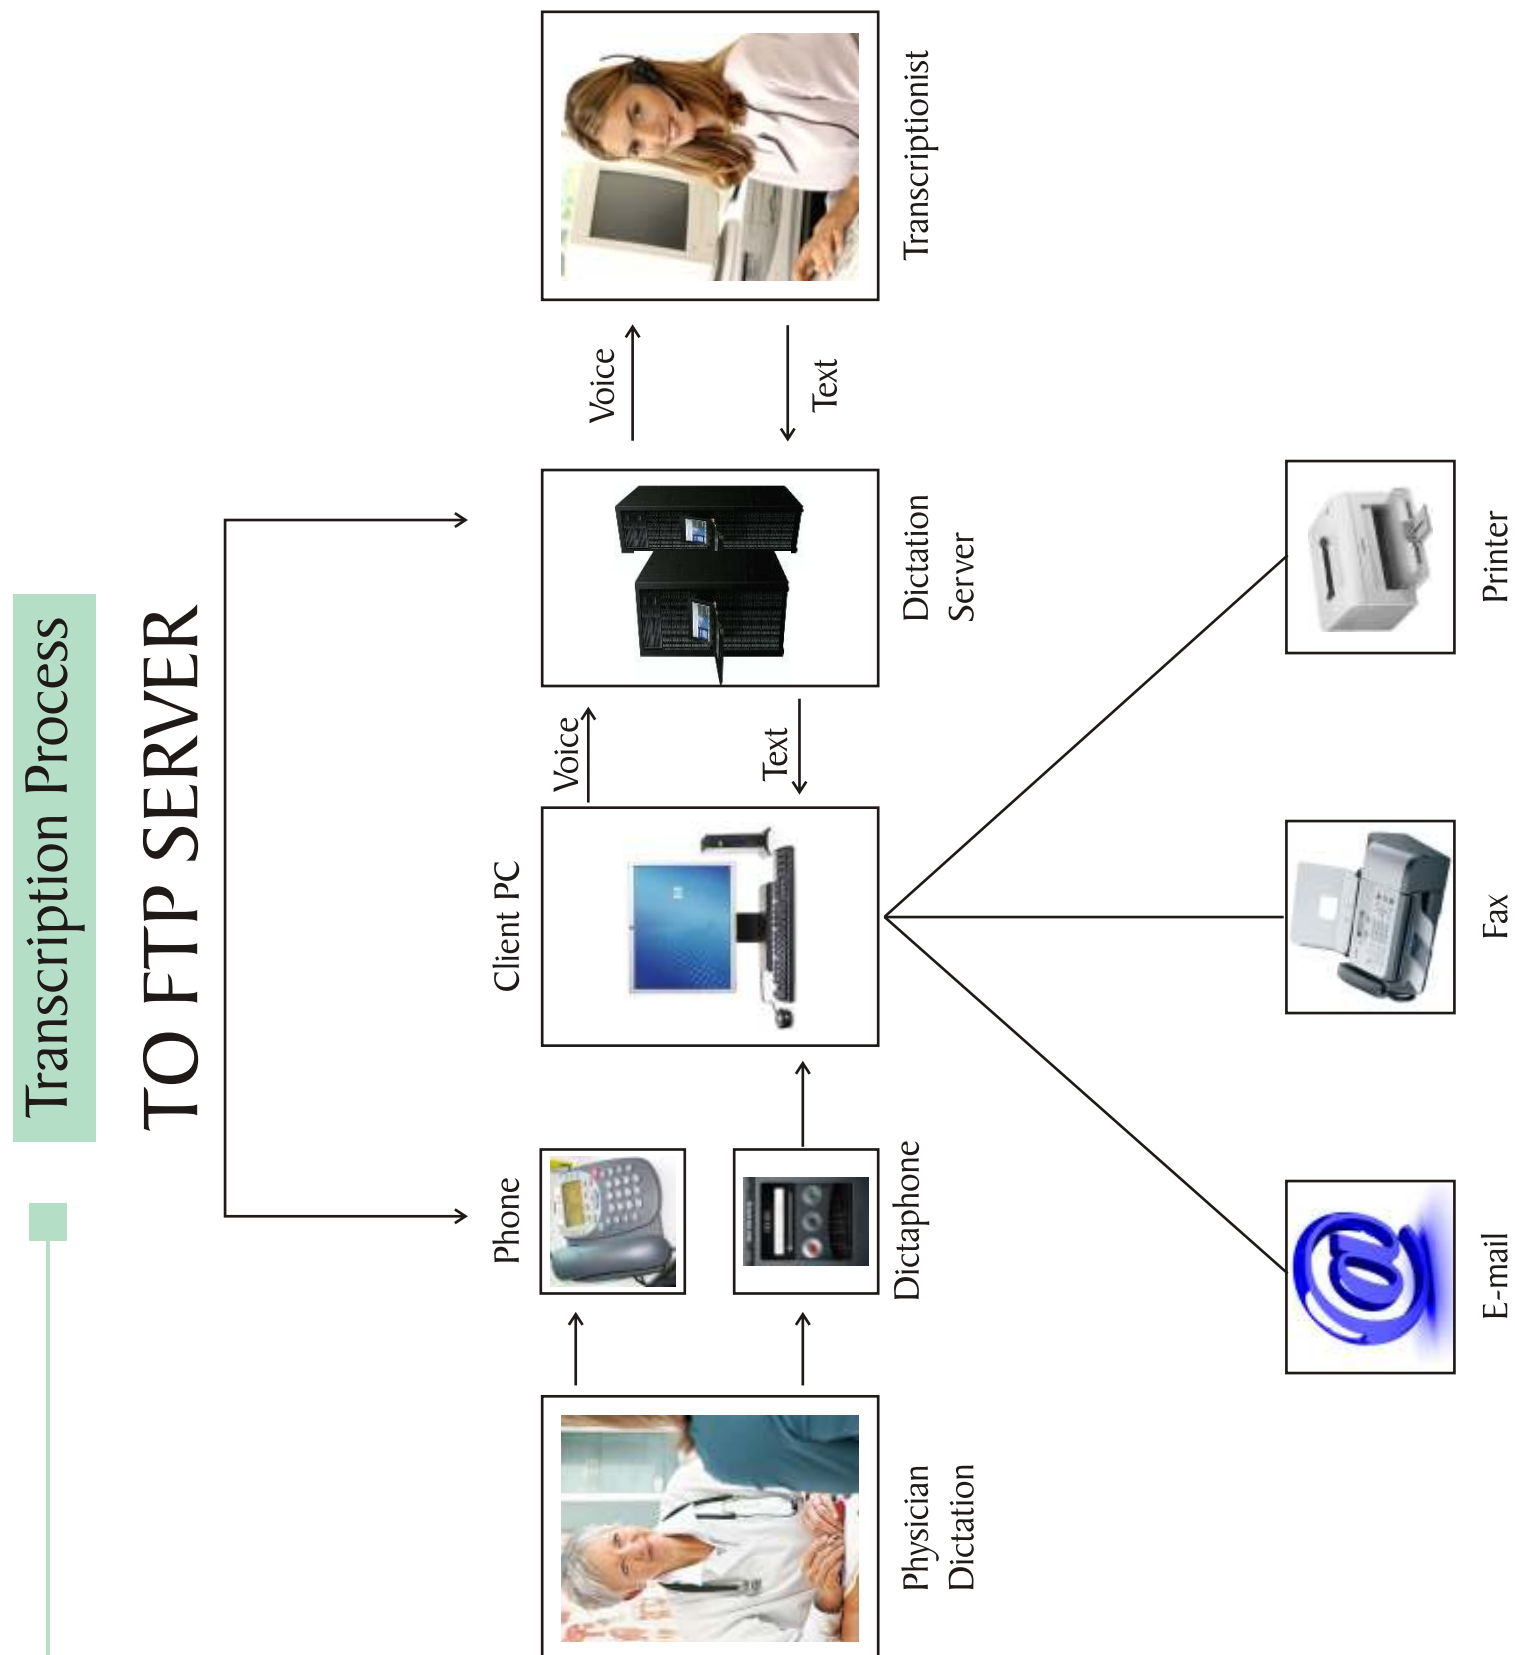 Transcription Process
TO FTP SERVER
Phone
Client PC
Voice
Text
Voice
Text
Physician
Dictation
Dictaphone
Dictation
Server
Transcriptionist
E-mail
Fax
Printer